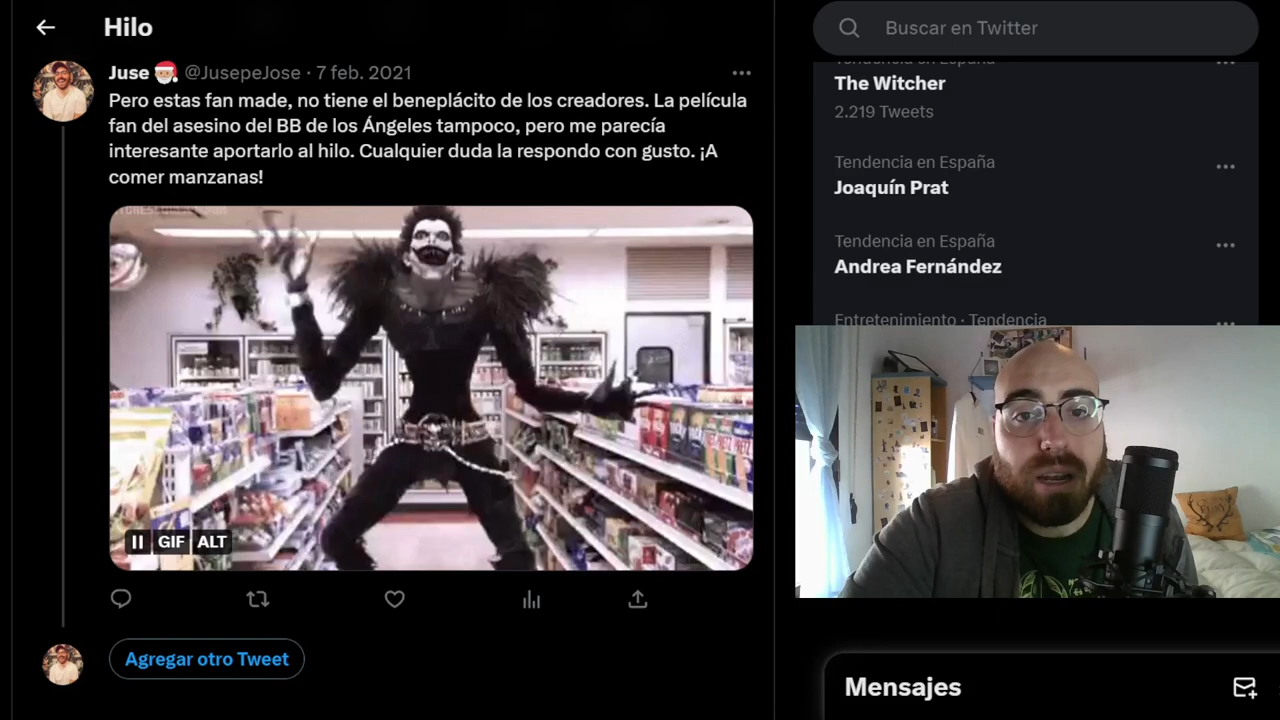 Hilo
Juse @JusepeJose · 7 feb. 2021
Pero estas fan made, no tiene el beneplácito de los creadores. La película
fan del asesino del BB de los Ángeles tampoco, pero me parecía
interesante aportarlo al hilo. Cualquier duda la respondo con gusto. ¡A
comer manzanas!
GIF ALT
Agregar otro Tweet
Buscar en Twitter
Tendencia en España
The Witcher
2.219 Tweets
Tendencia en España
Joaquín Prat
Tendencia en España
Andrea Fernández
Entretenimiento · Tendencia
Mensajes